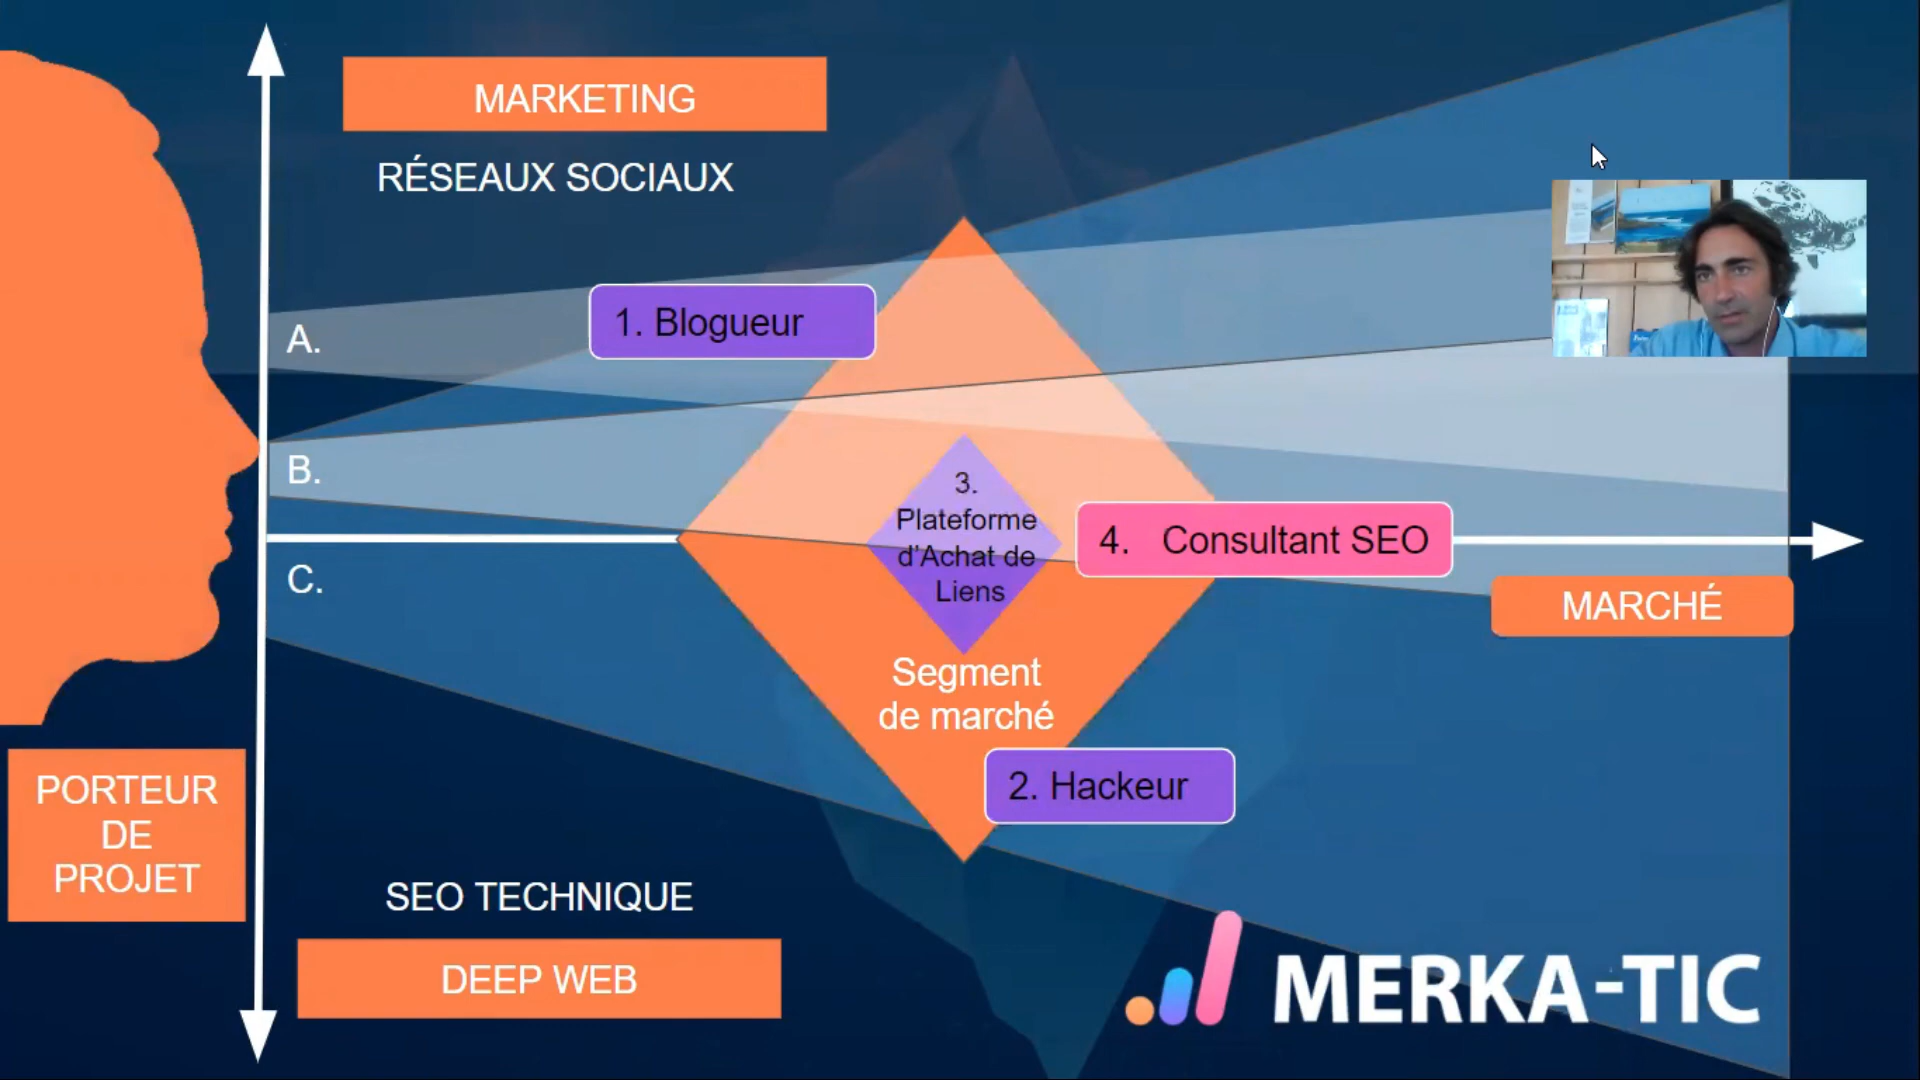 MARKETING
RÉSEAUX SOCIAUX
1. Blogueur
A.
B.
3.
Plateforme
d'Achat de
Liens
4. Consultant SEO
C.
MARCHÉ
Segment
de marché
2. Hackeur
PORTEUR
DE
PROJET
SEO TECHNIQUE
DEEP WEB
MERKA-TIC